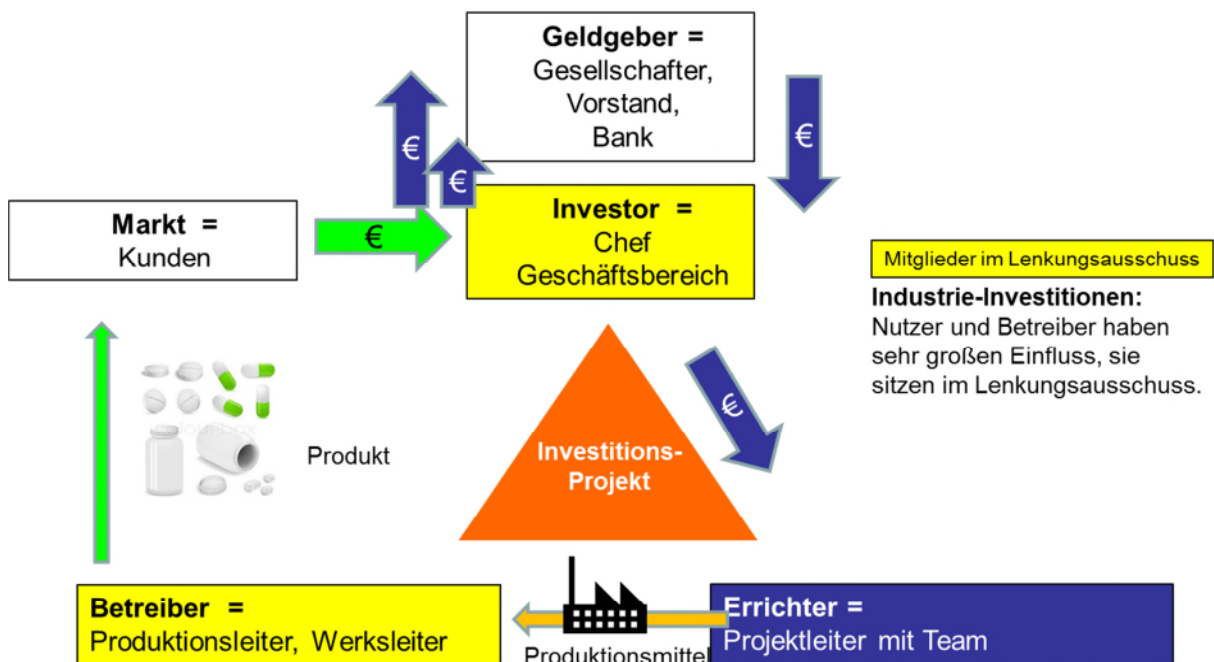 Geldgeber =
Gesellschafter,
Vorstand,
Bank
€
€
€
Markt =
Kunden
€
Investor =
Chef
Geschäftsbereich
Mitglieder im Lenkungsausschuss
Industrie-Investitionen:
Nutzer und Betreiber haben
sehr großen Einfluss, sie
sitzen im Lenkungsausschuss.
€
Produkt
Investitions-
Projekt
Betreiber =
Produktionsleiter, Werksleiter
Produktionsmittel
Errichter =
Projektleiter mit Team